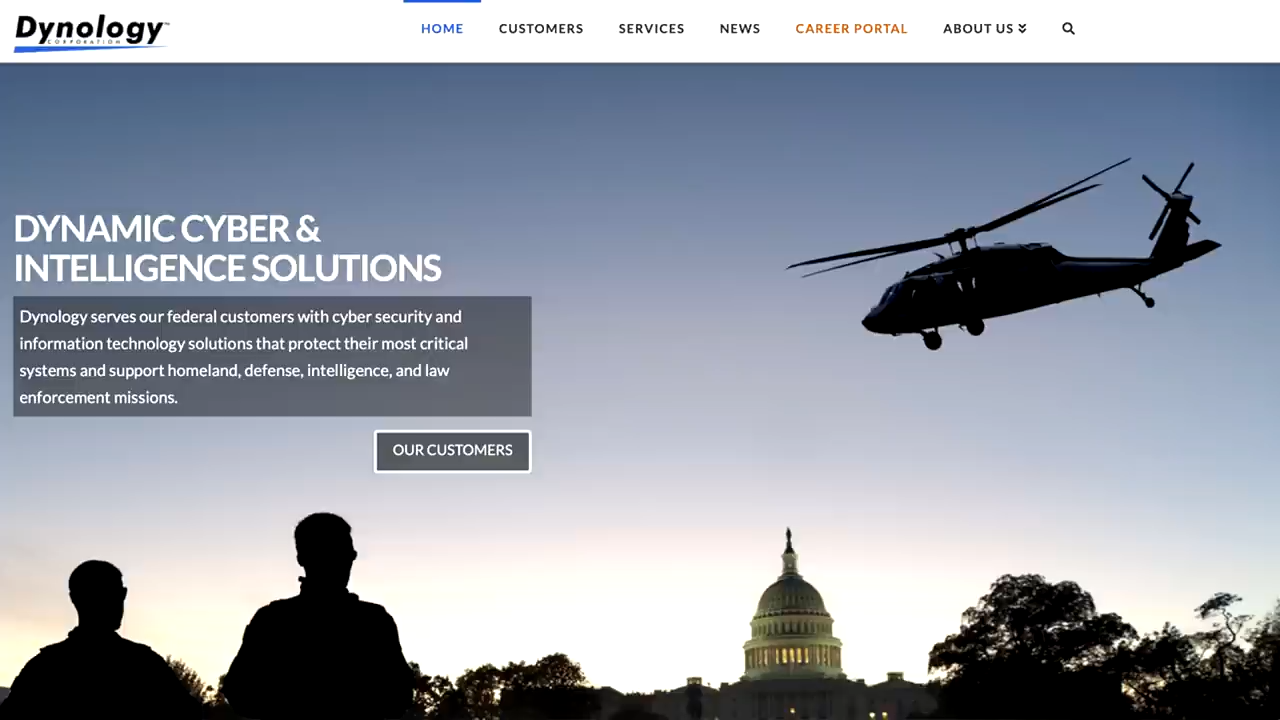 Dynology
CORPORATION
HOME
CUSTOMERS
SERVICES
NEWS
CAREER PORTAL
ABOUT US
DYNAMIC CYBER &
INTELLIGENCE SOLUTIONS
Dynology serves our federal customers with cyber security and
information technology solutions that protect their most critical
systems and support homeland, defense, intelligence, and law
enforcement missions.
OUR CUSTOMERS